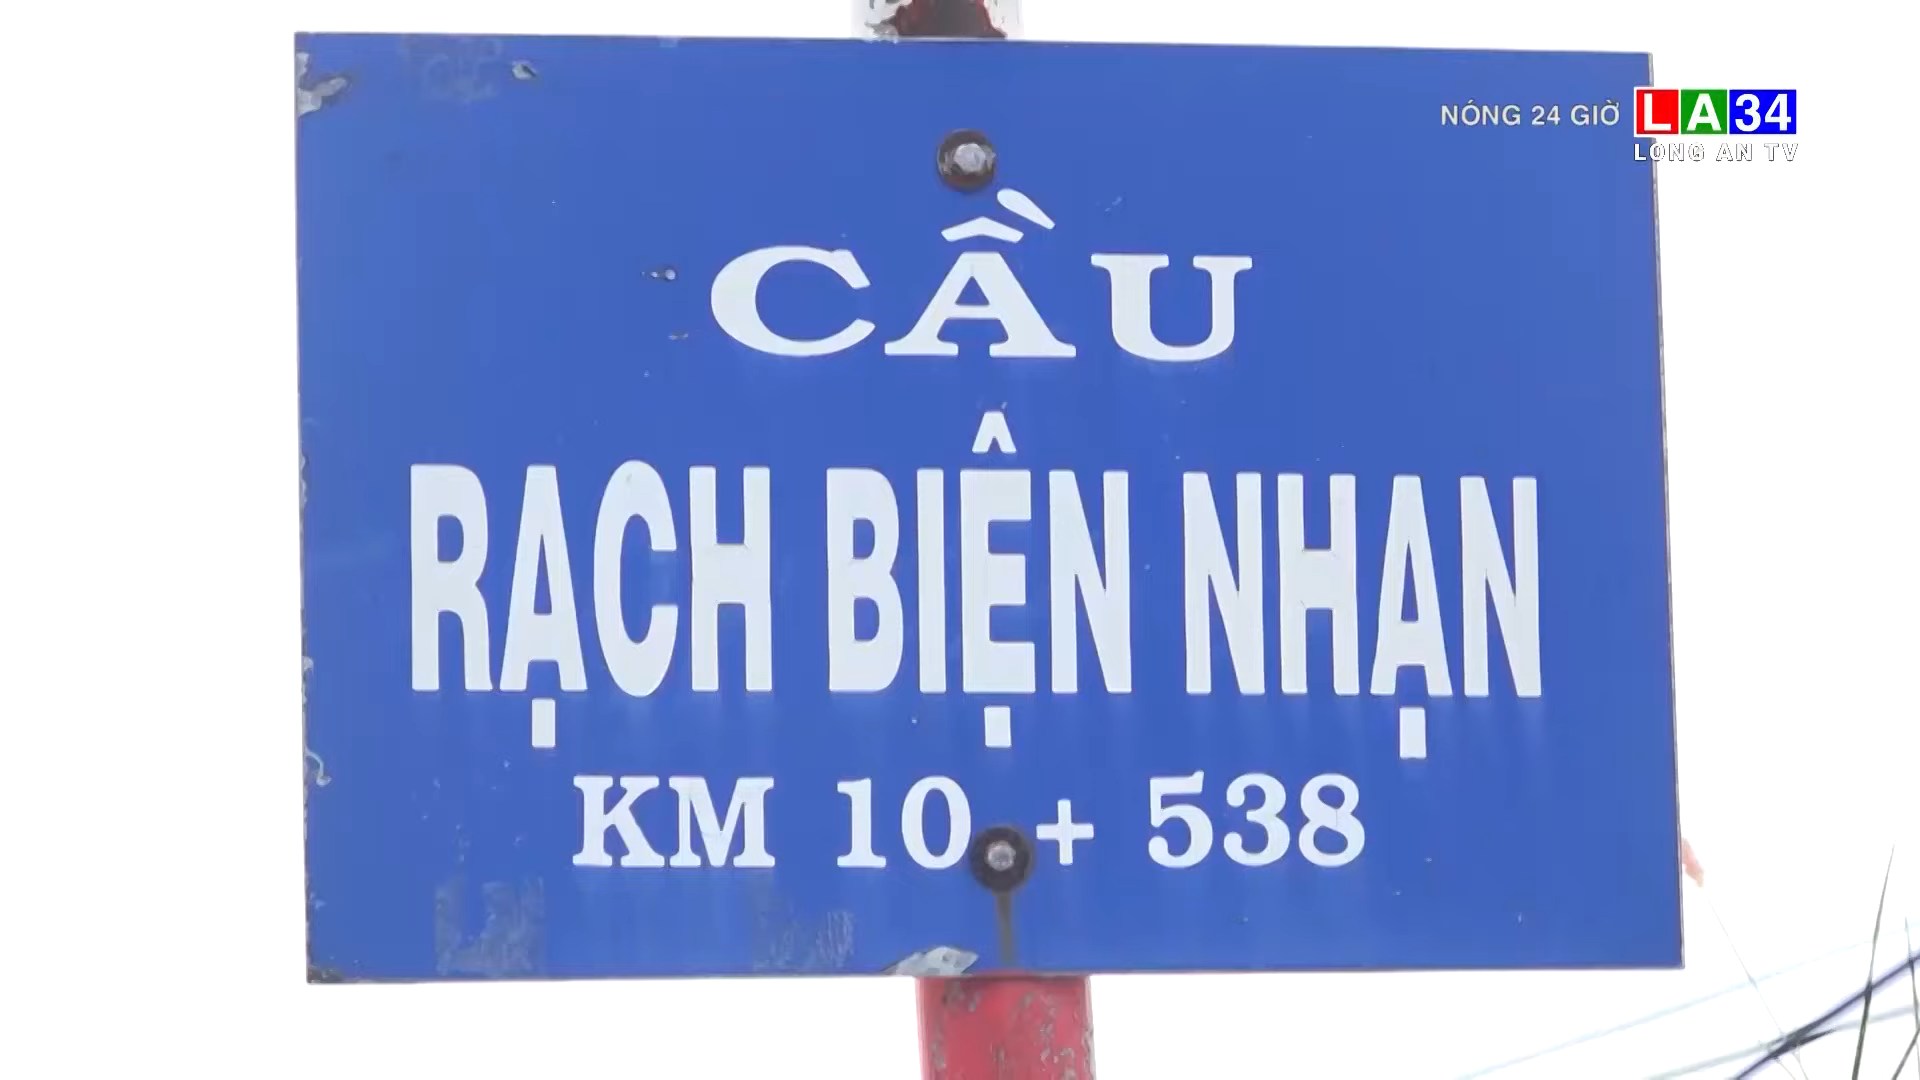 NÓNG 24 GIỜ LA34
LONG AN TV
CẦU
RẠCH BIỆN NHẠN
KM 10 + 538